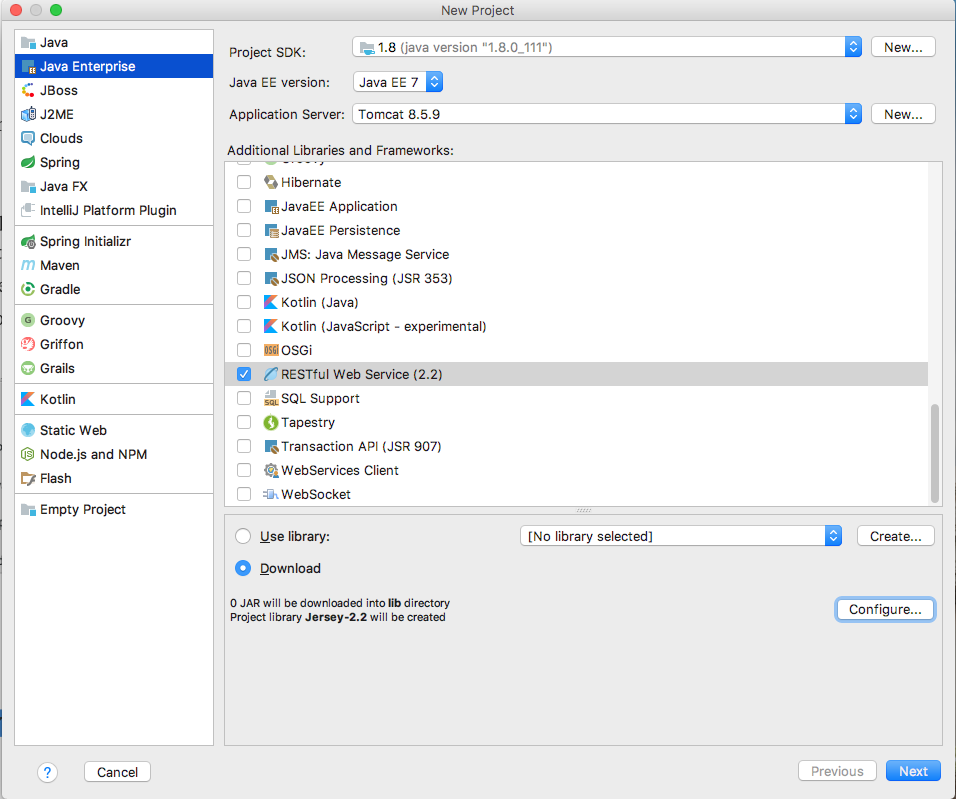 New Project
Java
Java Enterprise
JBoss
J2ME
Clouds
Spring
Java FX
IntelliJ Platform Plugin
Spring Initializr
Maven
Gradle
Groovy
Griffon
Grails
Kotlin
Static Web
Node.js and NPM
Flash
Empty Project
Project SDK: 1.8 (java version "1.8.0_111") New...
Java EE version: Java EE 7
Application Server: Tomcat 8.5.9 New...
Additional Libraries and Frameworks:
Groovy
Hibernate
JavaEE Application
JavaEE Persistence
JMS: Java Message Service
JSON Processing (JSR 353)
Kotlin (Java)
Kotlin (JavaScript - experimental)
OSGi
RESTful Web Service (2.2)
SQL Support
Tapestry
Transaction API (JSR 907)
WebServices Client
WebSocket
Use library: [No library selected] Create...
Download
0 JAR will be downloaded into lib directory
Project library Jersey-2.2 will be created
Configure...
? Cancel Previous Next